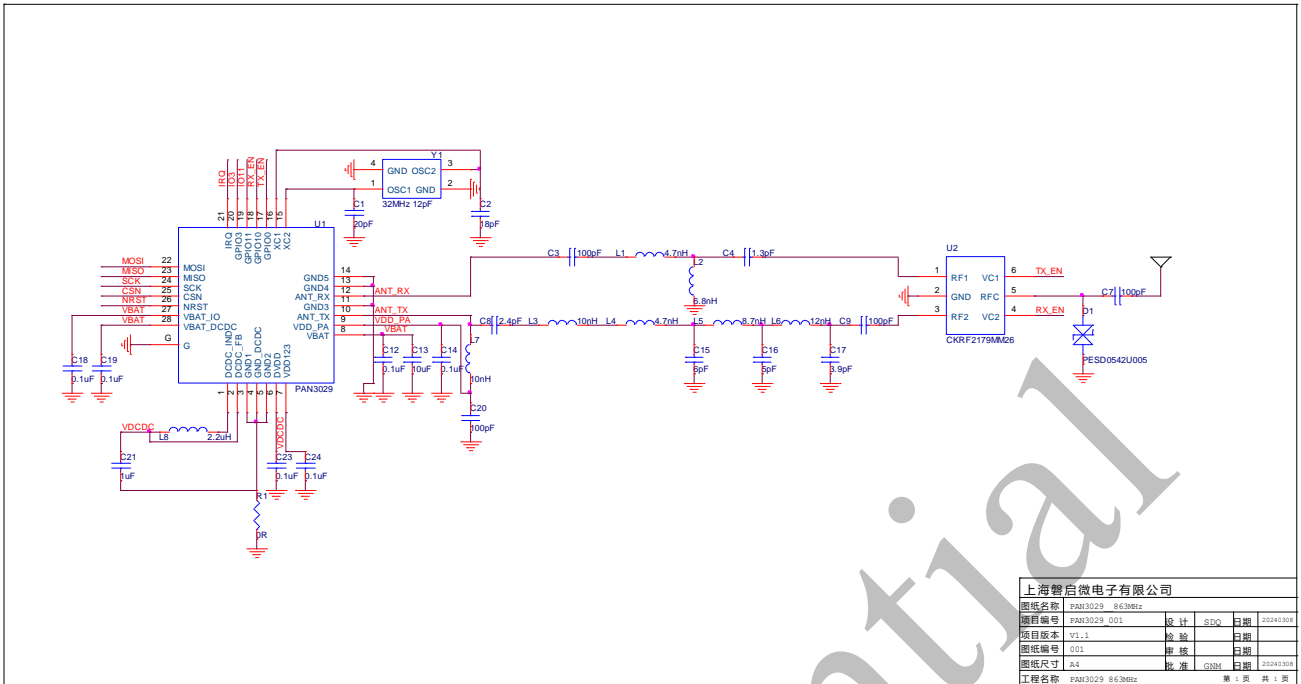 Y1
4 GND OSC2 3
1 OSC1 GND 2
32MHz 12pF
C1
20pF
C2
18pF
IRQ
IO3
IO11
RX_EN
TX_EN
21 20 19 18 17 16 15
IRQ
GPIO3
GPIO11
GPIO10
GPIO0
XC1
XC2
U1
MOSI 22 MOSI
MISO 23 MISO
SCK 24 SCK
CSN 25 CSN
NRST 26 NRST
VBAT 27 VBAT_IO
VBAT 28 VBAT_DCDC
G G
GND5 14
GND4 13
ANT_RX 12 ANT_RX
GND3 11
ANT_TX 10 ANT_TX
VDD_PA 9 VDD_PA
VBAT 8 VBAT
DCDC_IND
DCDC_FB
GND1
GND_DCDC
GND2
DVDD
VDD123
1 2 3 4 5 6 7
PAN3029
C18
0.1uF
C19
0.1uF
C12
0.1uF
C13
10uF
C14
0.1uF
L7
10nH
C20
100pF
VDCDC
L8 2.2uH
C21
1uF
VDCDC
C23
0.1uF
C24
0.1uF
R1
0R
C3 100pF L1 4.7nH C4 1.3pF
L2
6.8nH
C8 2.4pF L3 10nH L4 4.7nH L5 8.7nH L6 12nH C9 100pF
C15
6pF
C16
5pF
C17
3.9pF
U2
1 RF1 VC1 6 TX_EN
2 GND RFC 5
3 RF2 VC2 4 RX_EN
CKRF2179MM26
C7 100pF
D1
PESD0542U005
ntial
上海磐启微电子有限公司
图纸名称 PAN3029_863MHz
项目编号 PAN3029_001 设 计 SDQ 日期 20240308
项目版本 V1.1 检 验 日期
图纸编号 001 审 核 日期
图纸尺寸 A4 批 准 GNM 日期 20240308
工程名称 PAN3029 863MHz 第 1 页 共 1 页